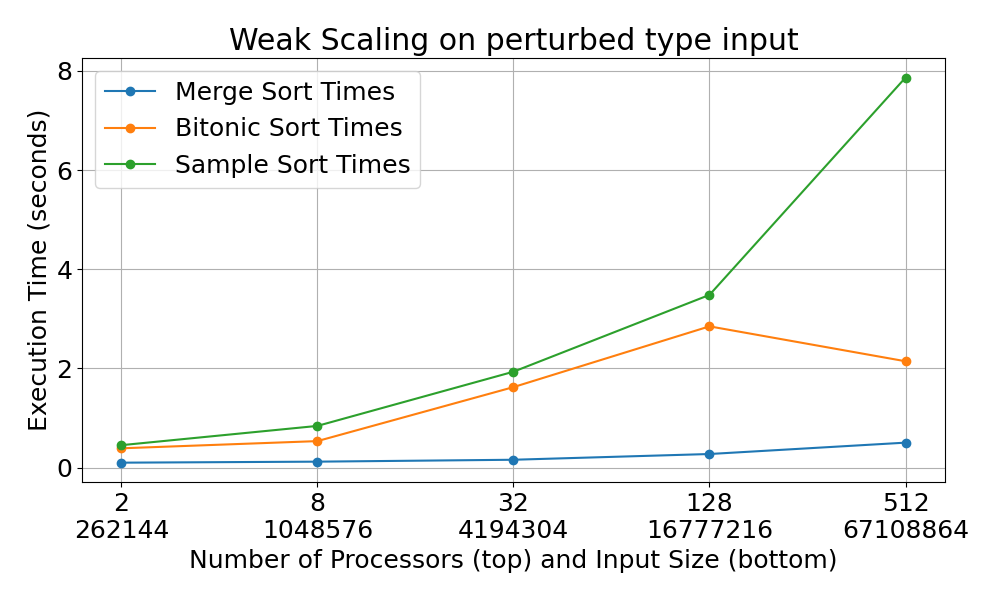 Weak Scaling on perturbed type input
Merge Sort Times
Bitonic Sort Times
Sample Sort Times
Execution Time (seconds)
8
6
4
2
0
2 8 32 128 512
262144 1048576 4194304 16777216 67108864
Number of Processors (top) and Input Size (bottom)